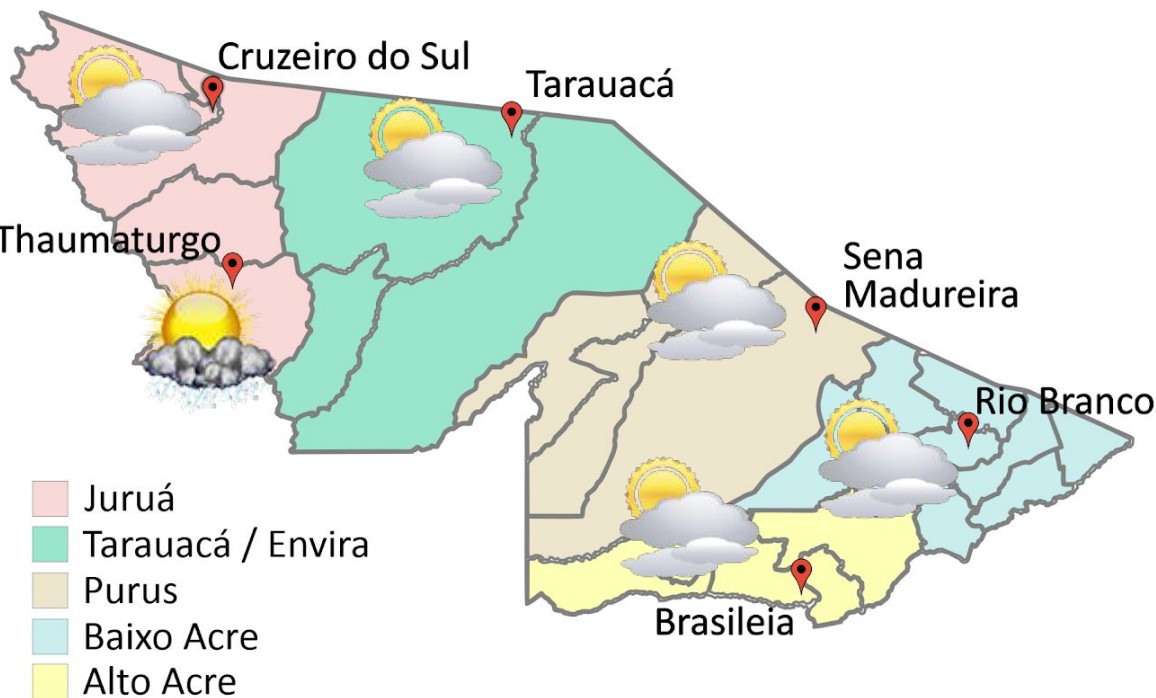 Cruzeiro do Sul
Tarauacá
Thaumaturgo
Sena
Madureira
Rio Branco
Brasileia
Juruá
Tarauacá / Envira
Purus
Baixo Acre
Alto Acre